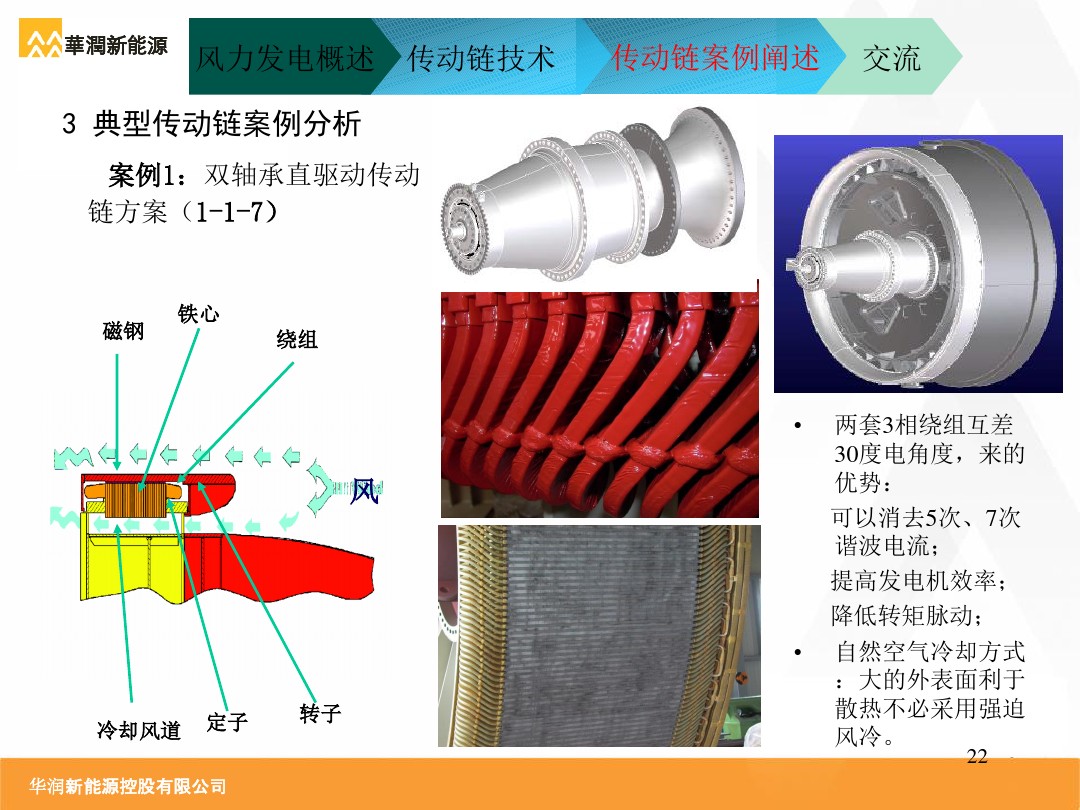 華潤新能源
风力发电概述
传动链技术
传动链案例阐述
交流
3 典型传动链案例分析
案例1：双轴承直驱动传动
链方案（1-1-7）
铁心
磁钢
绕组
风
冷却风道
定子
转子
• 两套3相绕组互差
30度电角度，来的
优势：
可以消去5次、7次
谐波电流；
提高发电机效率；
降低转矩脉动；
• 自然空气冷却方式
：大的外表面利于
散热不必采用强迫
风冷。
22
华润新能源控股有限公司